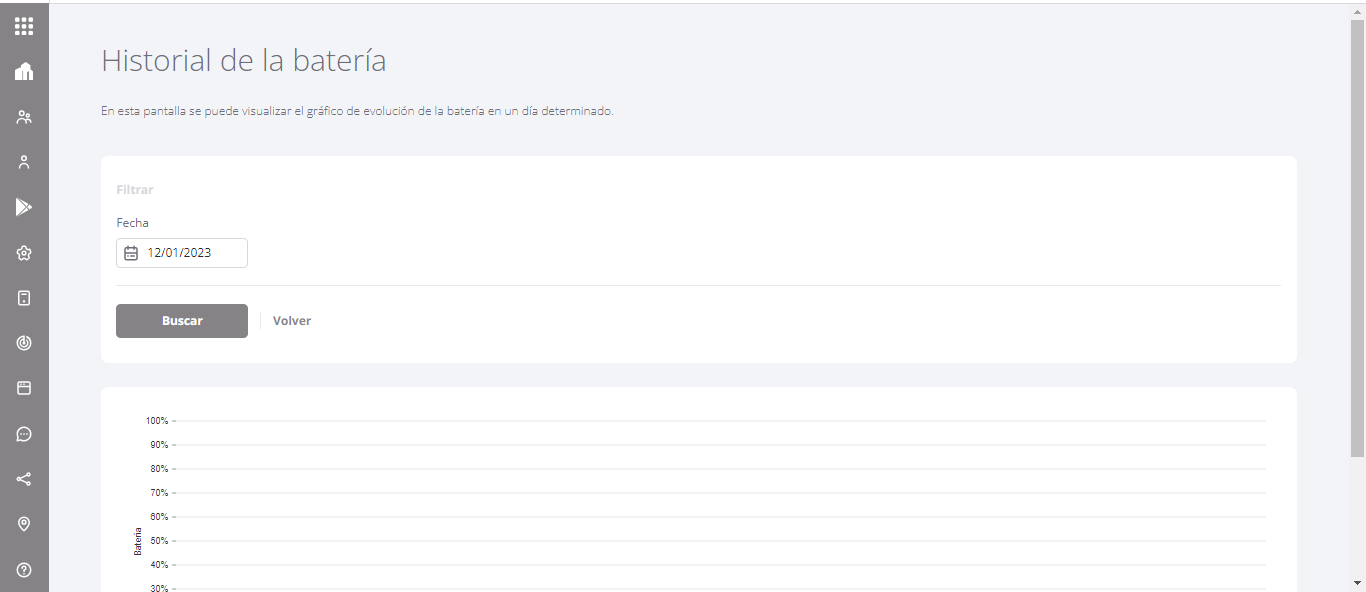 Historial de la batería
En esta pantalla se puede visualizar el gráfico de evolución de la batería en un día determinado.
Filtrar
Fecha
12/01/2023
Buscar
Volver
100%
90%
80%
70%
60%
50%
40%
30%
Batería